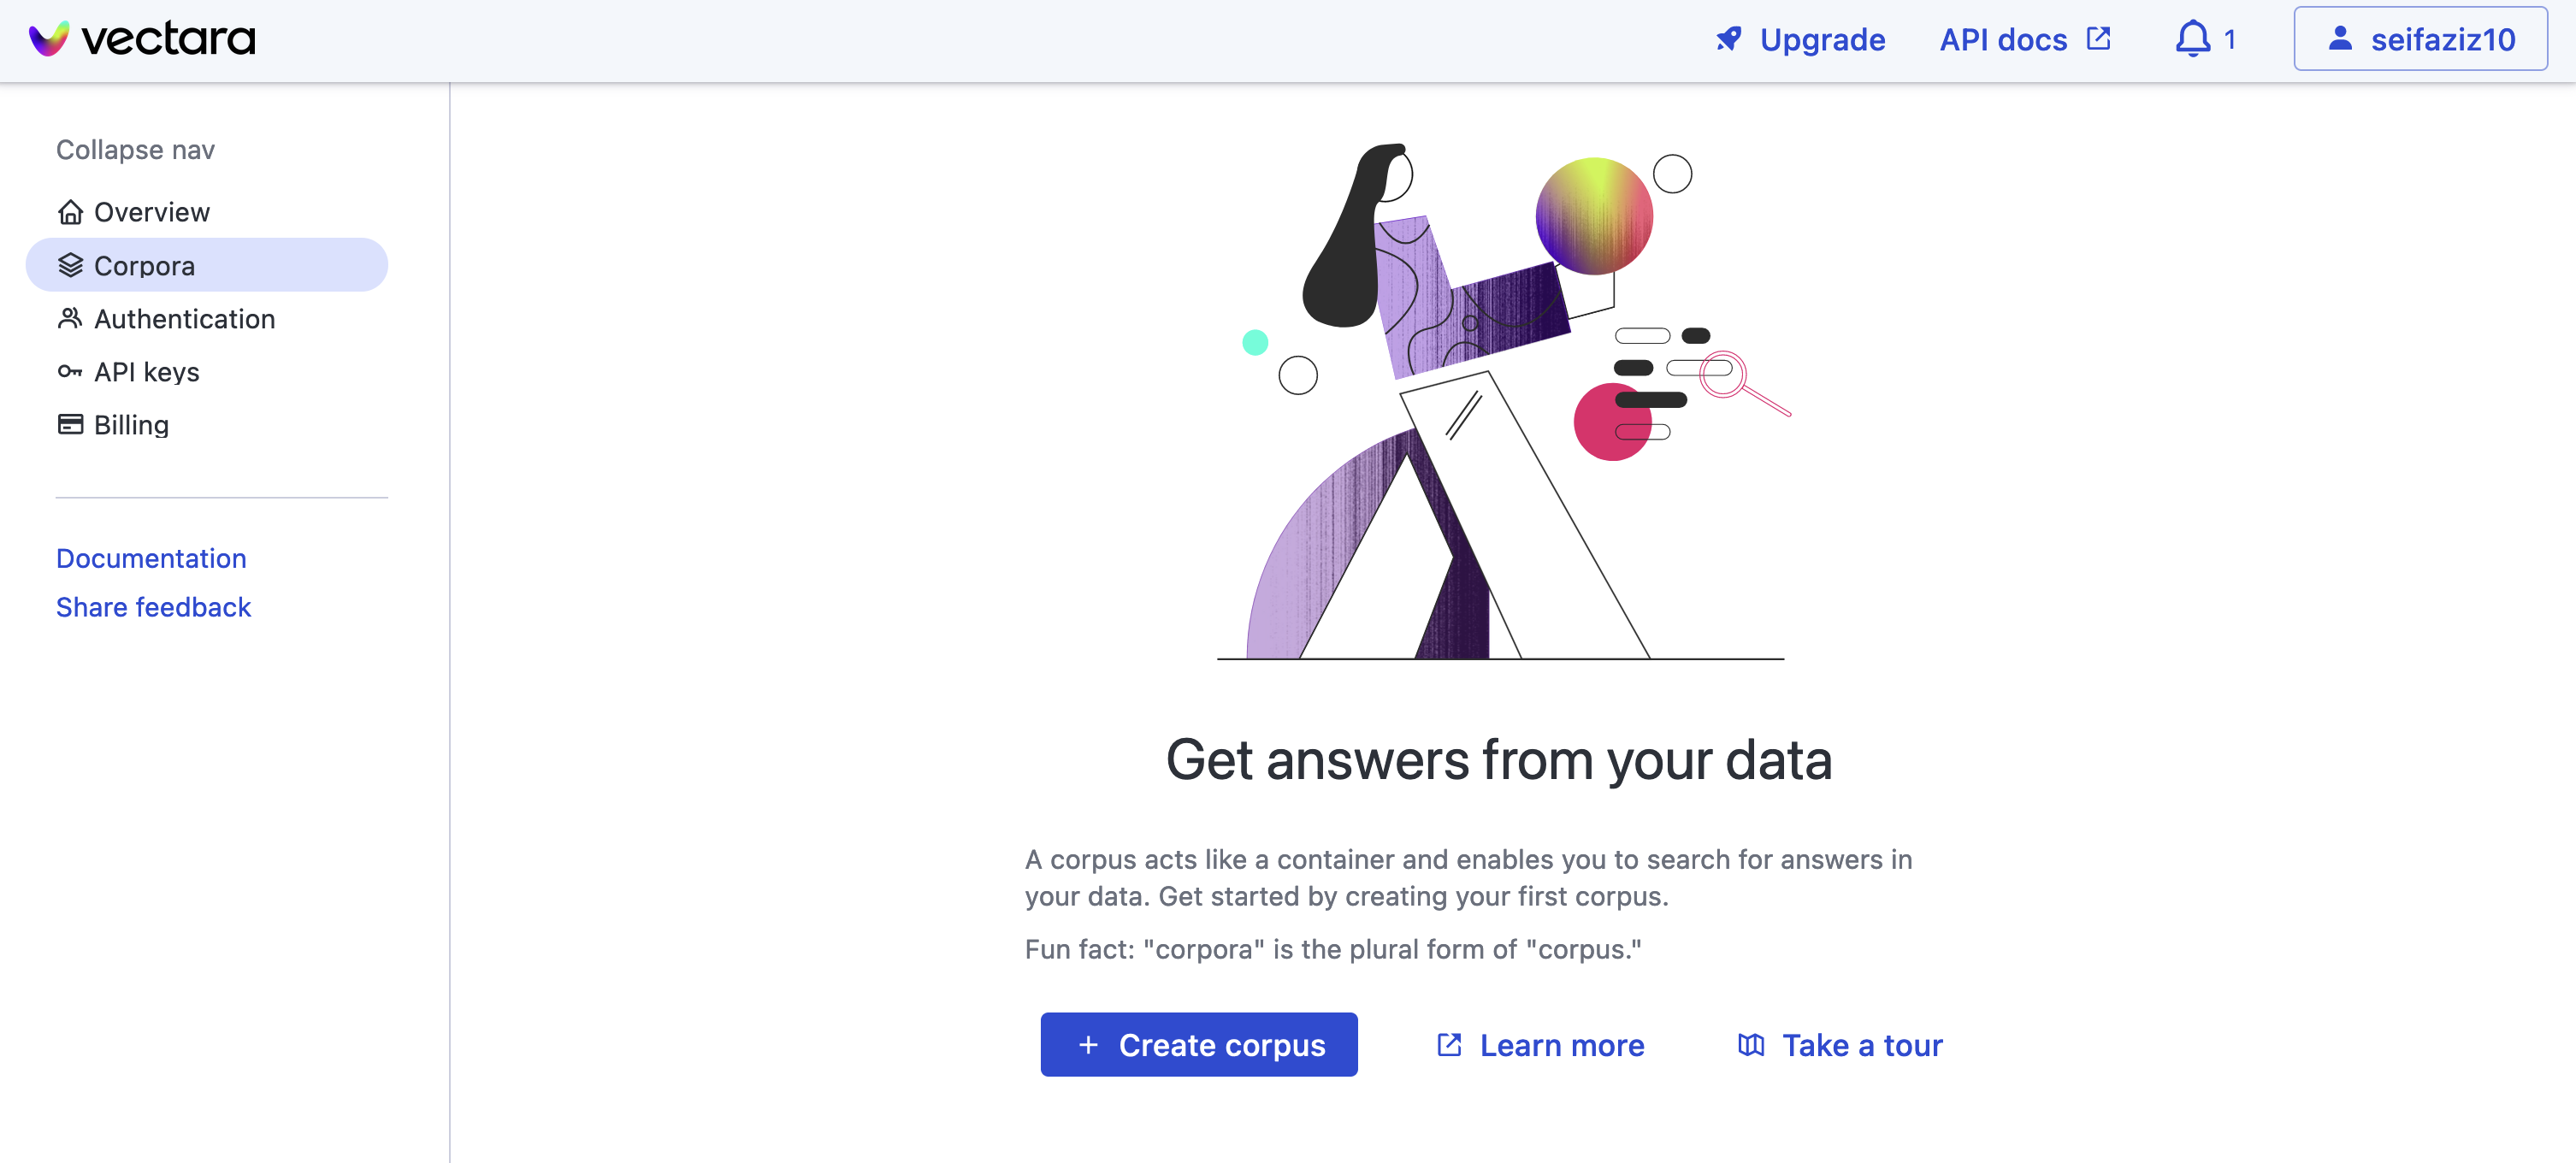 vectara
Upgrade
API docs
1
seifaziz10
Collapse nav
Overview
Corpora
Authentication
API keys
Billing
Documentation
Share feedback
Get answers from your data
A corpus acts like a container and enables you to search for answers in
your data. Get started by creating your first corpus.
Fun fact: "corpora" is the plural form of "corpus."
+ Create corpus
Learn more
Take a tour